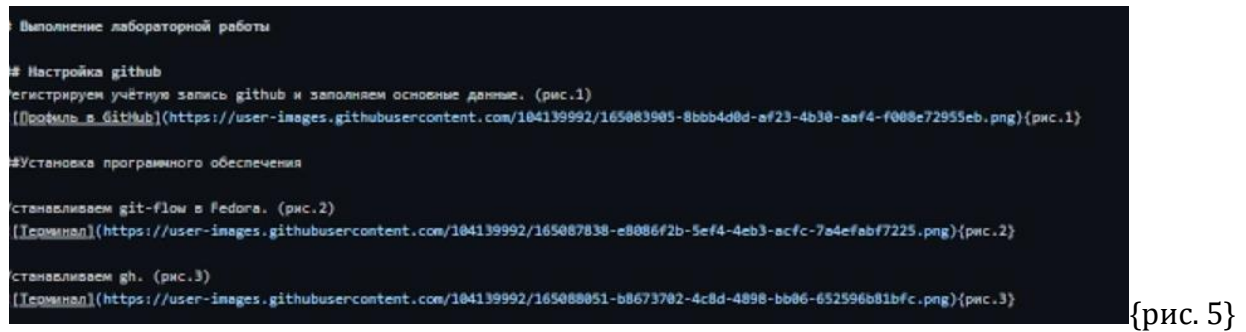 # Выполнение лабораторной работы
## Настройка github
егистрируем учётную запись github и заполняем основные данные. (рис.1)
[Профиль в GitHub](https://user-images.githubusercontent.com/104139992/165083905-8bbb4d0d-af23-4b30-aaf4-f008e72955eb.png){рис.1}
##Установка программного обеспечения
станавливаем git-flow в Fedora. (рис.2)
[Терминал](https://user-images.githubusercontent.com/104139992/165087838-e8086f2b-5ef4-4eb3-acfc-7a4efabf7225.png){рис.2}
станавливаем gh. (рис.3)
[Терминал](https://user-images.githubusercontent.com/104139992/165088051-b8673702-4c8d-4898-bb06-652596b81bfc.png){рис.3}
{рис. 5}